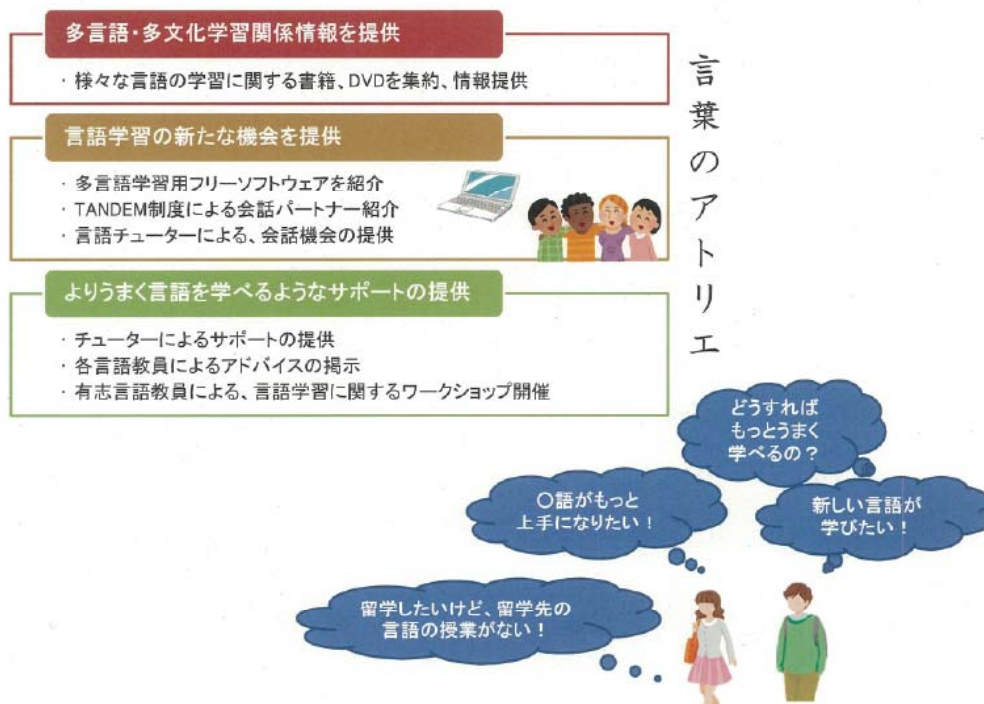 多言語・多文化学習関係情報を提供
・様々な言語の学習に関する書籍、DVDを集約、情報提供
言語学習の新たな機会を提供
・多言語学習用フリーソフトウェアを紹介
・TANDEM制度による会話パートナー紹介
・言語チューターによる、会話機会の提供
よりうまく言語を学べるようなサポートの提供
・チューターによるサポートの提供
・各言語教員によるアドバイスの掲示
・有志言語教員による、言語学習に関するワークショップ開催
言葉のアトリエ
どうすれば
もっとうまく
学べるの？
〇語がもっと
上手になりたい！
新しい言語が
学びたい！
留学したいけど、留学先の
言語の授業がない！